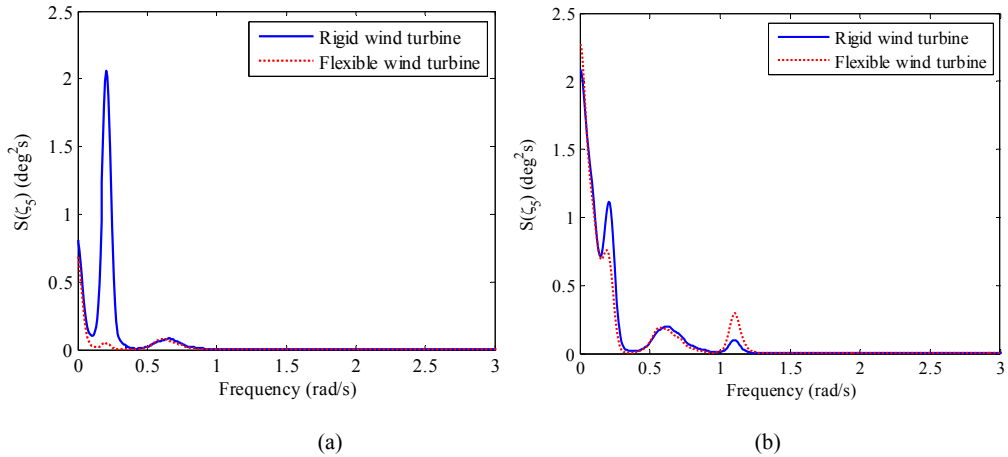 2.5
2
1.5
1
0.5
0
S(ζ5) (deg²s)
Rigid wind turbine
Flexible wind turbine
0 0.5 1 1.5 2 2.5 3
Frequency (rad/s)
(a)
2.5
2
1.5
1
0.5
0
S(ζ5) (deg²s)
Rigid wind turbine
Flexible wind turbine
0 0.5 1 1.5 2 2.5 3
Frequency (rad/s)
(b)